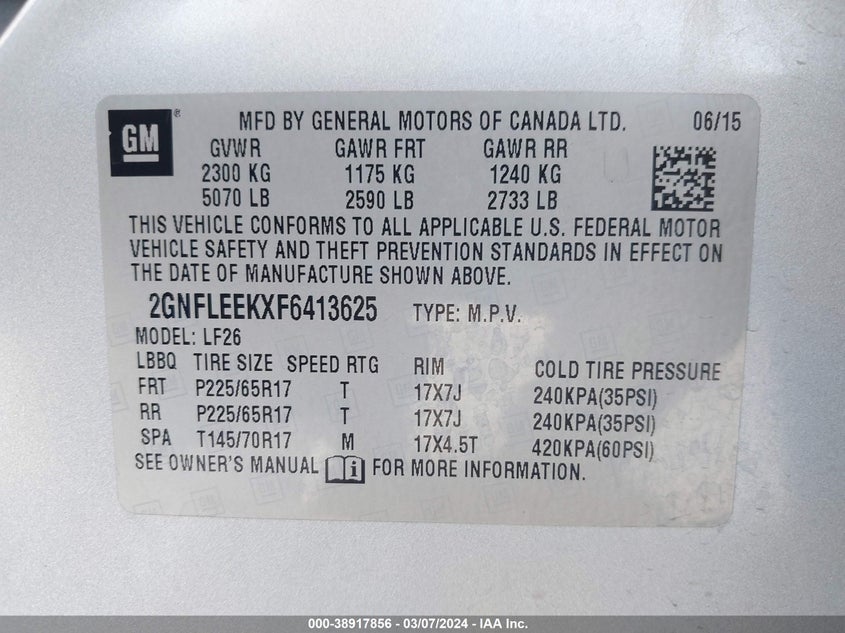 GM ® MFD BY GENERAL MOTORS OF CANADA LTD. 06/15
GVWR GAWR FRT GAWR RR
2300 KG 1175 KG 1240 KG
5070 LB 2590 LB 2733 LB
THIS VEHICLE CONFORMS TO ALL APPLICABLE U.S. FEDERAL MOTOR
VEHICLE SAFETY AND THEFT PREVENTION STANDARDS IN EFFECT ON
THE DATE OF MANUFACTURE SHOWN ABOVE.
2GNFLEEKXF6413625 TYPE: M.P.V.
MODEL: LF26
LBBQ TIRE SIZE SPEED RTG RIM COLD TIRE PRESSURE
FRT P225/65R17 T 17X7J 240KPA(35PSI)
RR P225/65R17 T 17X7J 240KPA(35PSI)
SPA T145/70R17 M 17X4.5T 420KPA(60PSI)
SEE OWNER'S MANUAL i FOR MORE INFORMATION.
000-38917856 - 03/07/2024 - IAA Inc.